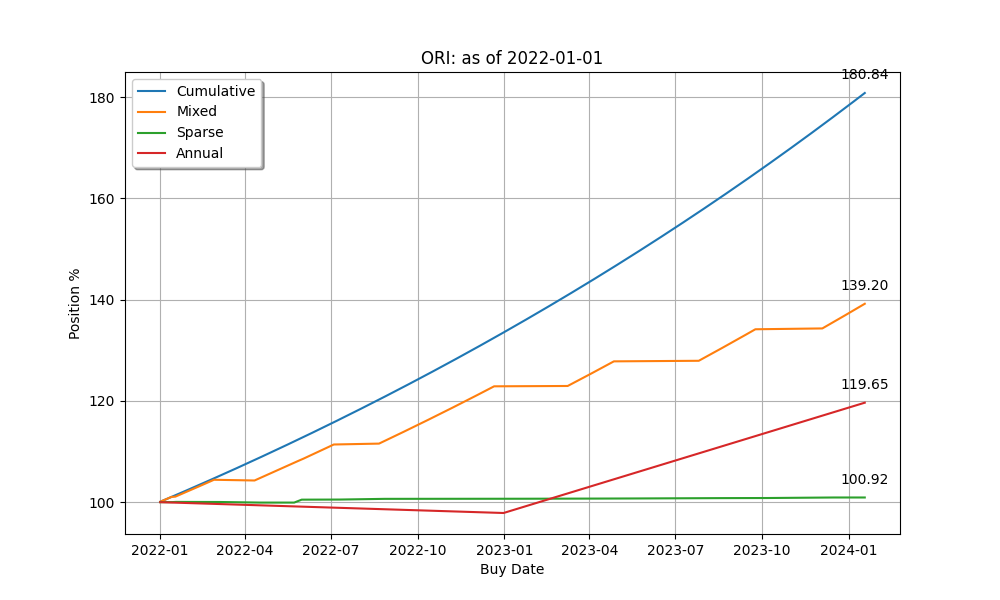 ORI: as of 2022-01-01
Cumulative
Mixed
Sparse
Annual
180.84
139.20
119.65
100.92
180
160
140
120
100
Position %
2022-01 2022-04 2022-07 2022-10 2023-01 2023-04 2023-07 2023-10 2024-01
Buy Date